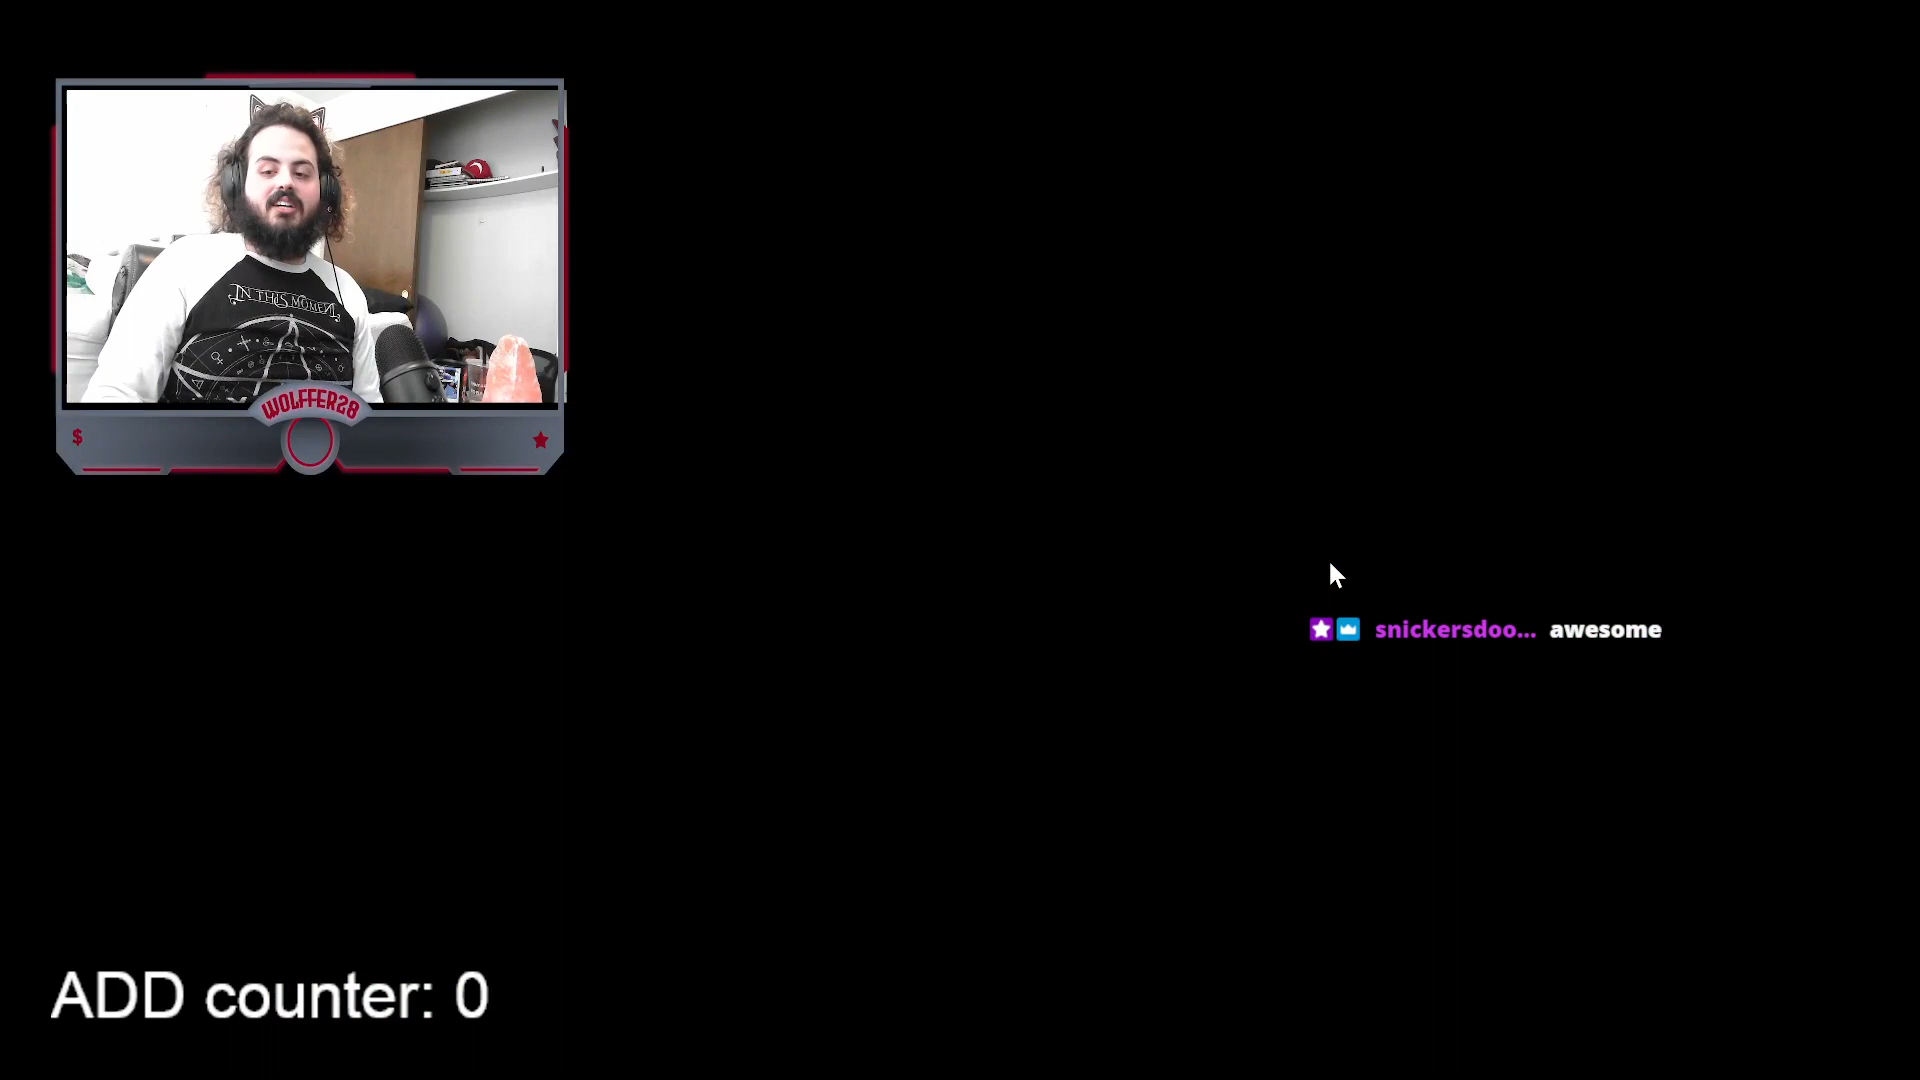 IN THIS MOMENT
WOLFFER28
$
snickersdoo... awesome
ADD counter: 0